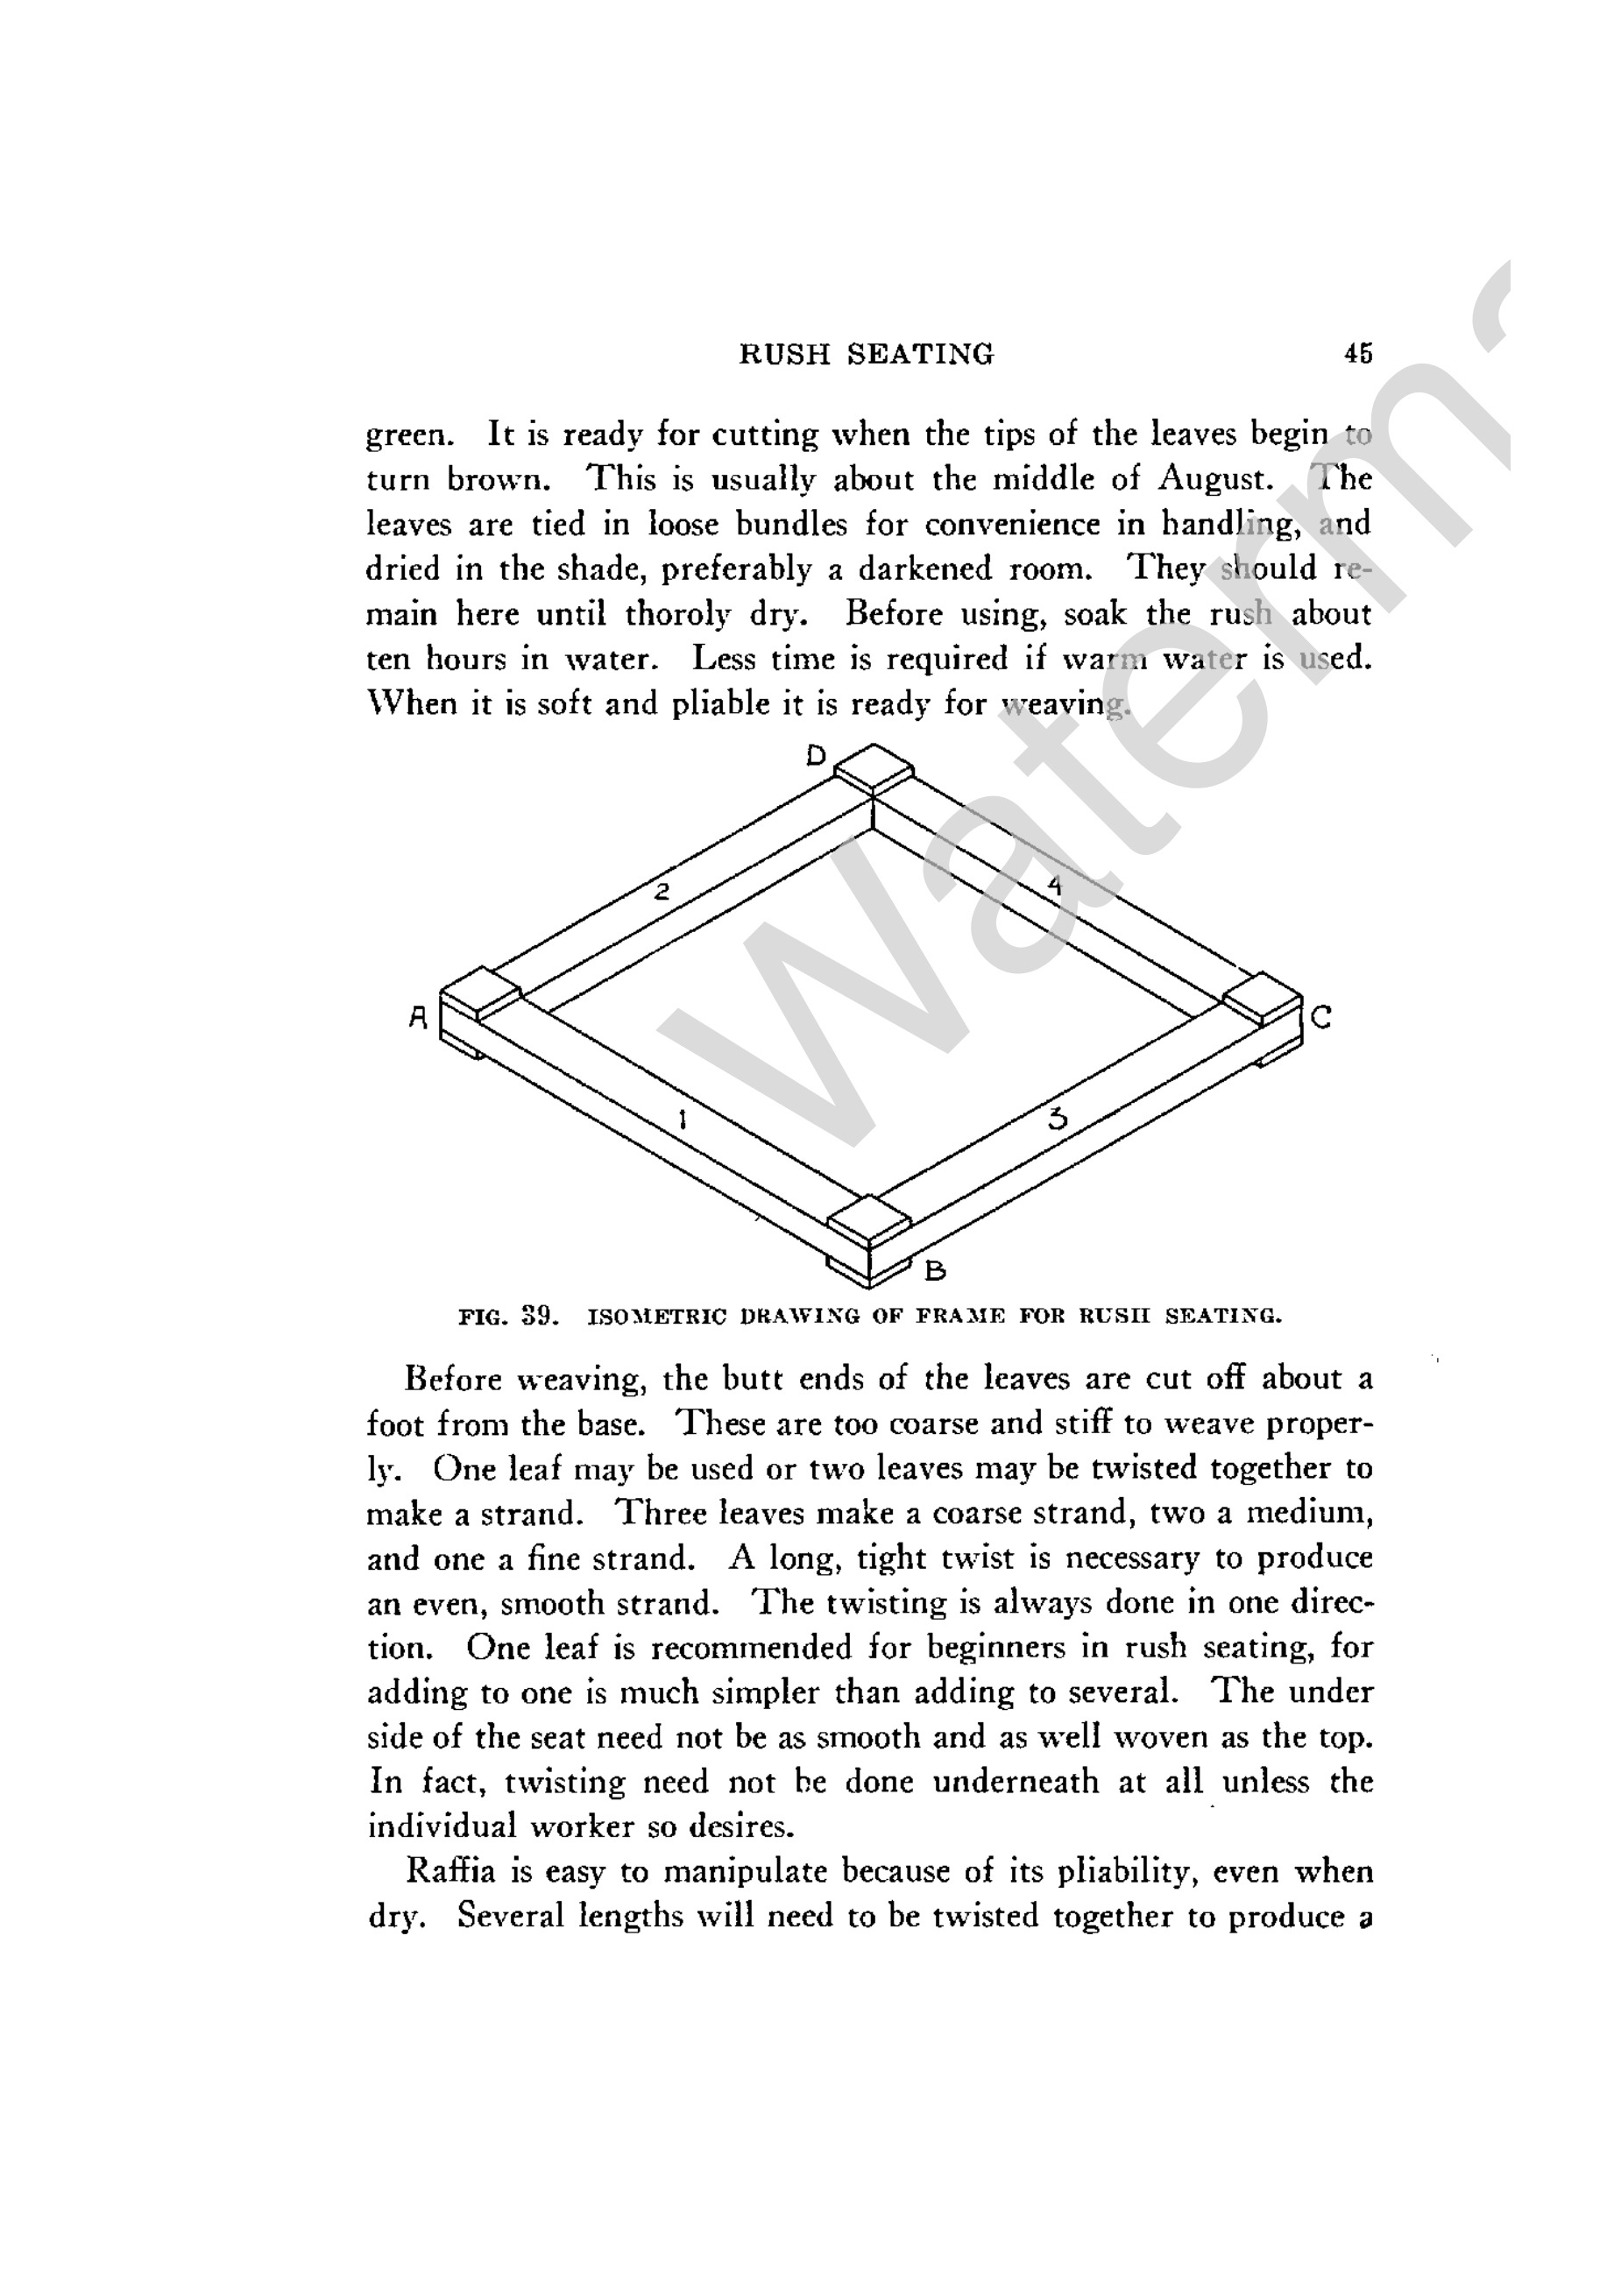 RUSH SEATING 45
green. It is ready for cutting when the tips of the leaves begin to
turn brown. This is usually about the middle of August. The
leaves are tied in loose bundles for convenience in handling, and
dried in the shade, preferably a darkened room. They should re-
main here until thoroly dry. Before using, soak the rush about
ten hours in water. Less time is required if warm water is used.
When it is soft and pliable it is ready for weaving.
D
2
4
A
C
1
3
B
FIG. 39. ISOMETRIC DRAWING OF FRAME FOR RUSH SEATING.
Before weaving, the butt ends of the leaves are cut off about a
foot from the base. These are too coarse and stiff to weave proper-
ly. One leaf may be used or two leaves may be twisted together to
make a strand. Three leaves make a coarse strand, two a medium,
and one a fine strand. A long, tight twist is necessary to produce
an even, smooth strand. The twisting is always done in one direc-
tion. One leaf is recommended for beginners in rush seating, for
adding to one is much simpler than adding to several. The under
side of the seat need not be as smooth and as well woven as the top.
In fact, twisting need not be done underneath at all unless the
individual worker so desires.
Raffia is easy to manipulate because of its pliability, even when
dry. Several lengths will need to be twisted together to produce a
Waterm